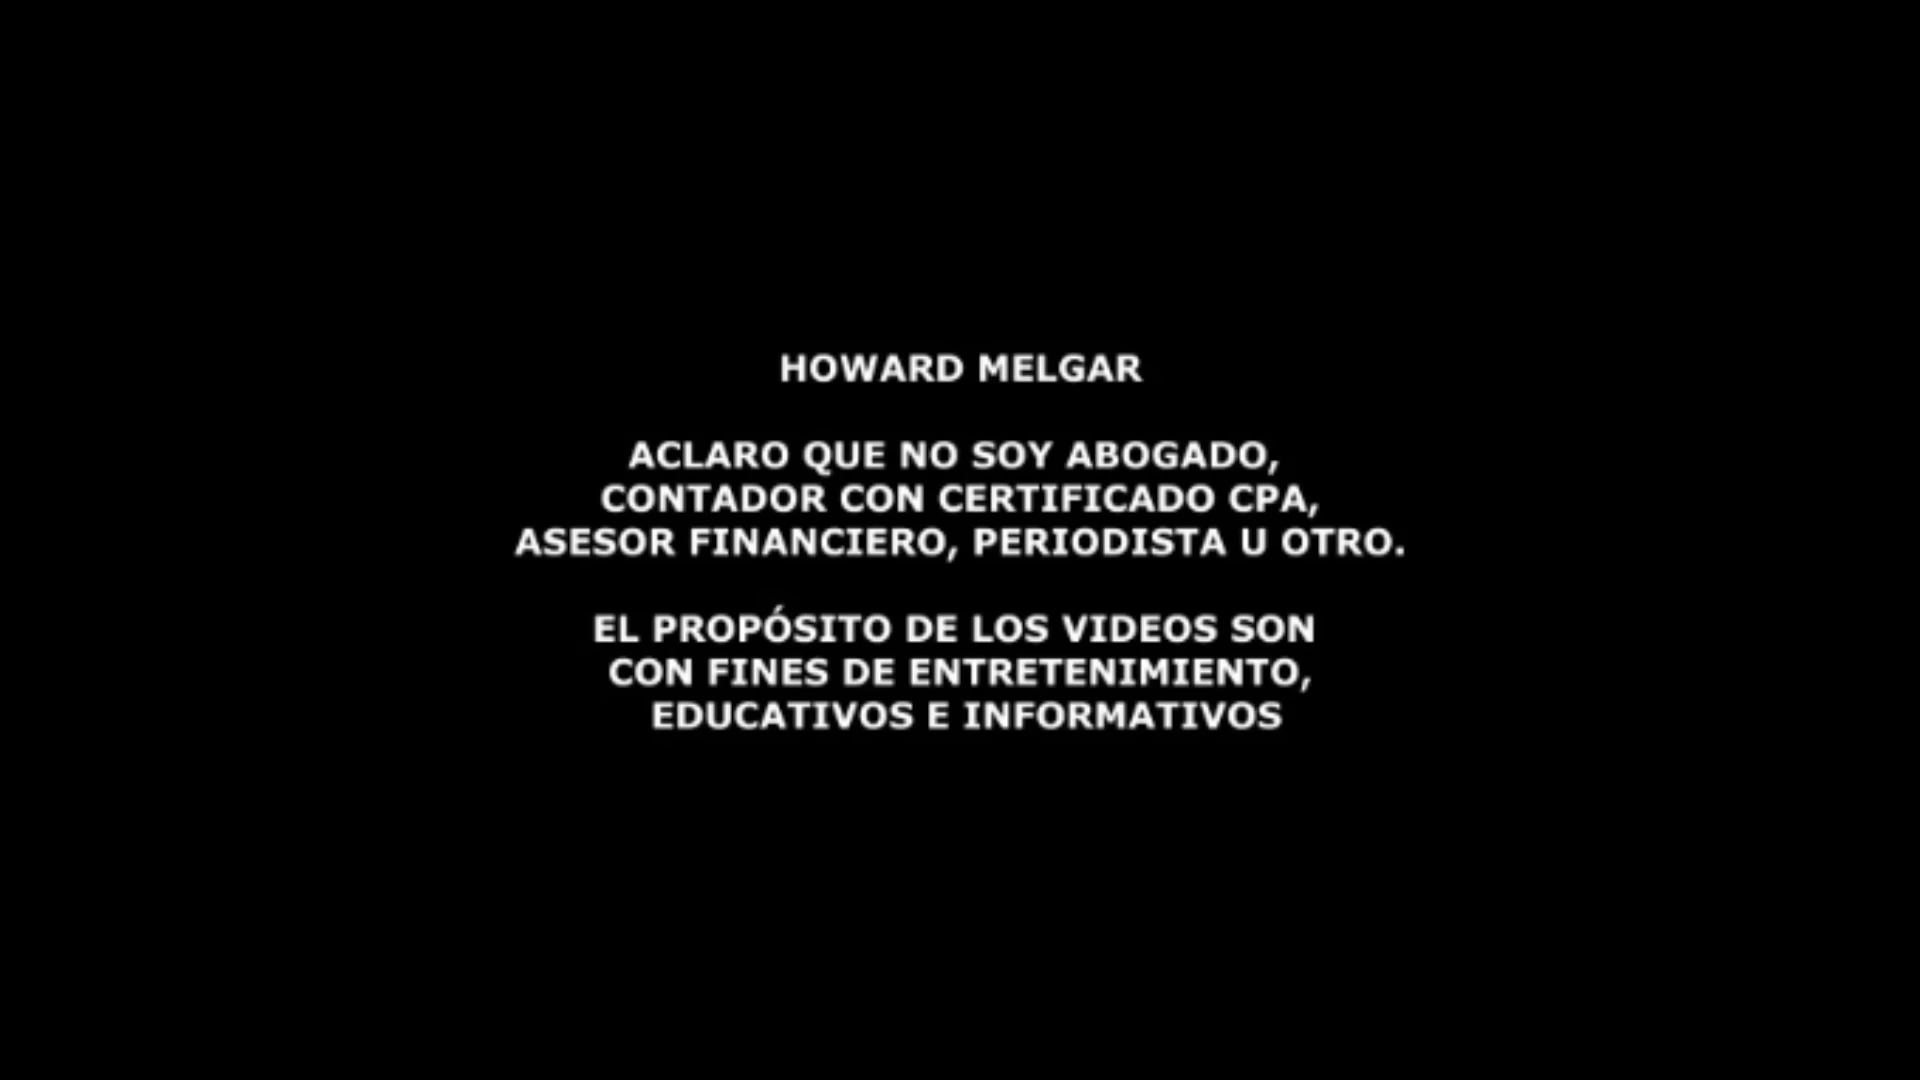 HOWARD MELGAR
ACLARO QUE NO SOY ABOGADO,
CONTADOR CON CERTIFICADO CPA,
ASESOR FINANCIERO, PERIODISTA U OTRO.
EL PROPÓSITO DE LOS VIDEOS SON
CON FINES DE ENTRETENIMIENTO,
EDUCATIVOS E INFORMATIVOS